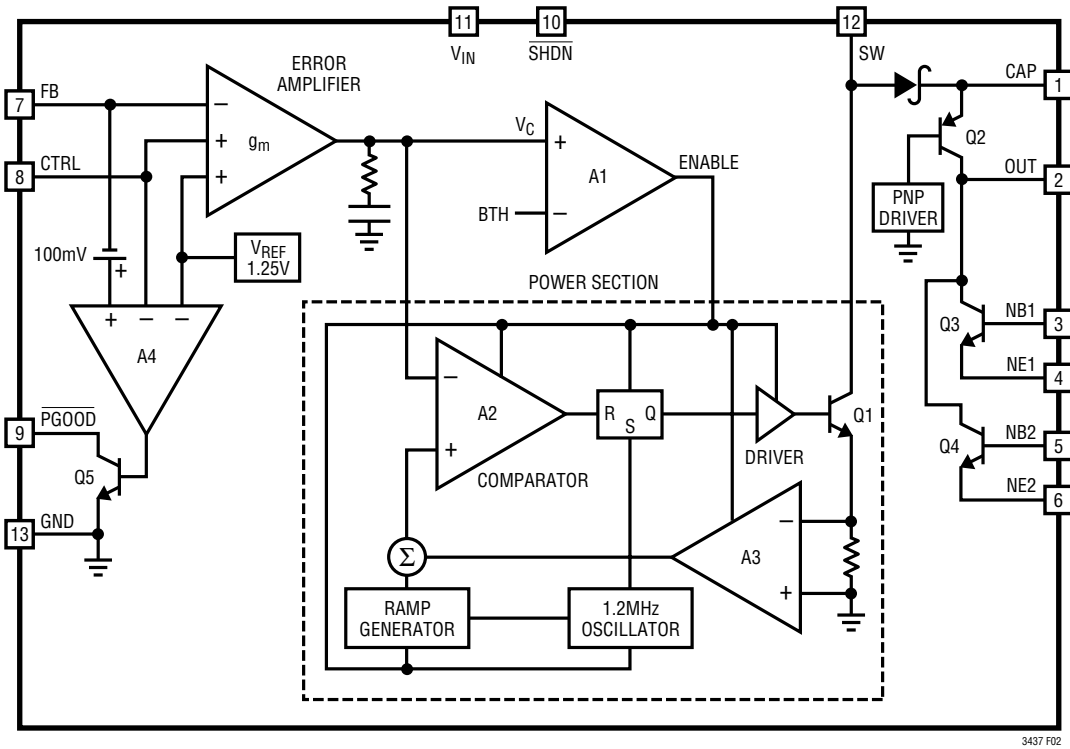 11
10
12
V_IN
SHDN
SW
ERROR
AMPLIFIER
CAP
1
7
FB
−
+
g_m
+
8
CTRL
V_C
+
A1
BTH
−
ENABLE
Q2
OUT
2
PNP
DRIVER
100mV
+
V_REF
1.25V
POWER SECTION
+
−
−
A4
Q3
NB1
3
NE1
4
−
A2
+
COMPARATOR
R
S
Q
DRIVER
Q1
9
PGOOD
Q4
NB2
5
NE2
6
Q5
13
GND
Σ
−
A3
+
RAMP
GENERATOR
1.2MHz
OSCILLATOR
3437 F02